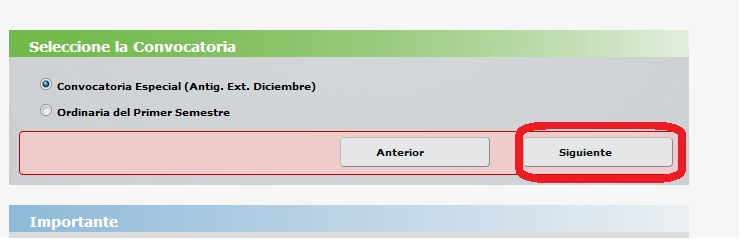 Seleccione la Convocatoria
Convocatoria Especial (Antig. Ext. Diciembre)
Ordinaria del Primer Semestre
Anterior Siguiente
Importante